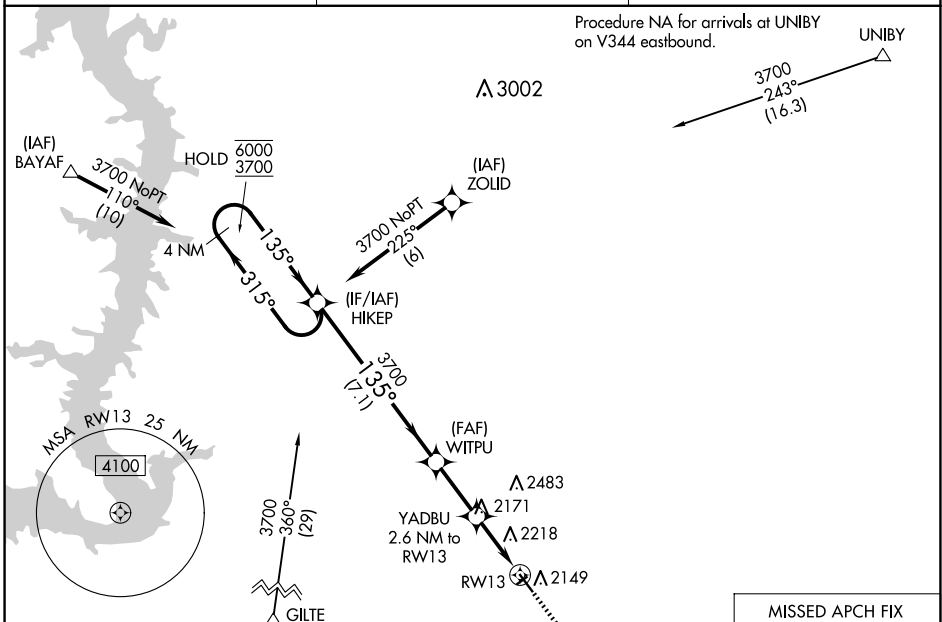 Procedure NA for arrivals at UNIBY
on V344 eastbound.
UNIBY
3700
243°
(16.3)
3002
(IAF)
BAYAF
3700 NoPT
110°
(10)
HOLD 6000
3700
4 NM
135°
315°
(IAF)
ZOLID
3700 NoPT
225°
(6)
(IF/IAF)
HIKEP
3700
135°
(7.1)
(FAF)
WITPU
MSA RW13 25 NM
4100
3700
360°
(29)
GILTE
2483
2171
YADBU
2.6 NM to
RW13
2218
RW13
2149
MISSED APCH FIX